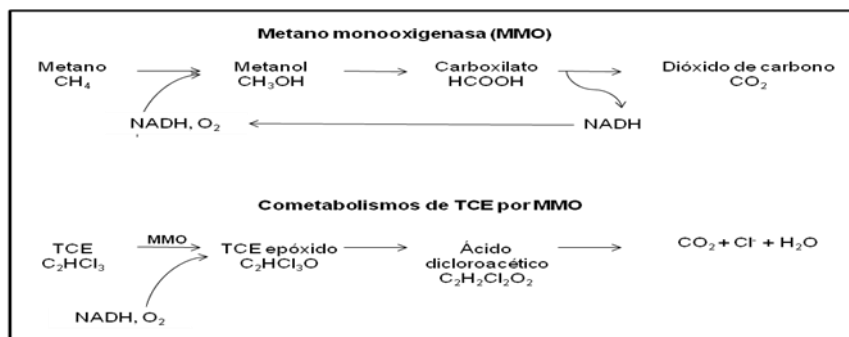 Metano monooxigenasa (MMO)
Metano Metanol Carboxilato Dióxido de carbono
CH₄ CH₃OH HCOOH CO₂
NADH, O₂ NADH
Cometabolismos de TCE por MMO
TCE MMO TCE epóxido Ácido dicloroacético CO₂ + Cl⁻ + H₂O
C₂HCl₃ C₂HCl₃O C₂H₂Cl₂O₂
NADH, O₂